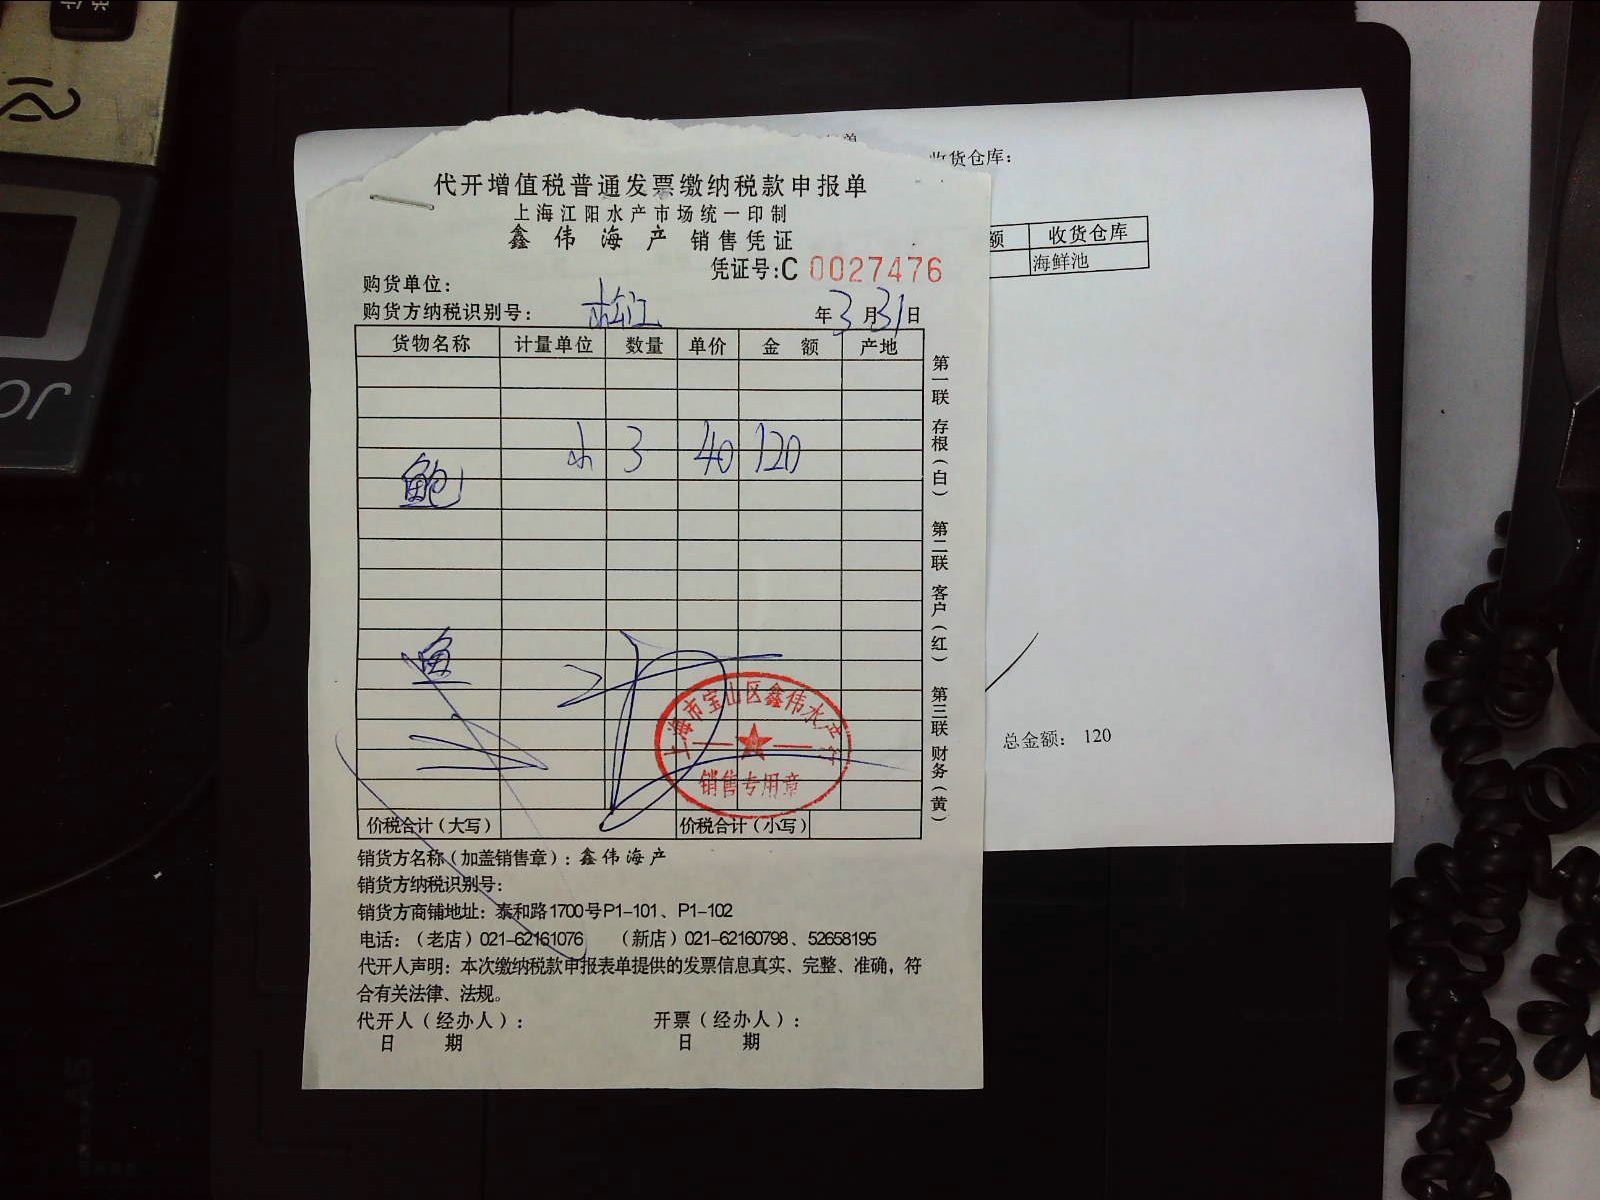 收货仓库：
额 收货仓库
海鲜池
代开增值税普通发票缴纳税款申报单
上海江阳水产市场统一印制
鑫伟海产 销售凭证
凭证号:C 0027476
购货单位：
购货方纳税识别号： 松江 年3月31日
货物名称 计量单位 数量 单价 金额 产地
鲍 小 3 40 120
第一联 存根（白） 第二联 客户（红） 第三联 财务（黄）
上海市宝山区鑫伟水产
销售专用章
价税合计（大写） 价税合计（小写）
销货方名称（加盖销售章）：鑫伟海产
销货方纳税识别号：
销货方商铺地址：泰和路1700号P1-101、P1-102
电话：（老店）021-62161076 （新店）021-62160798、52658195
代开人声明：本次缴纳税款申报表单提供的发票信息真实、完整、准确，符
合有关法律、法规。
代开人（经办人）： 开票（经办人）：
日 期 日 期
总金额： 120